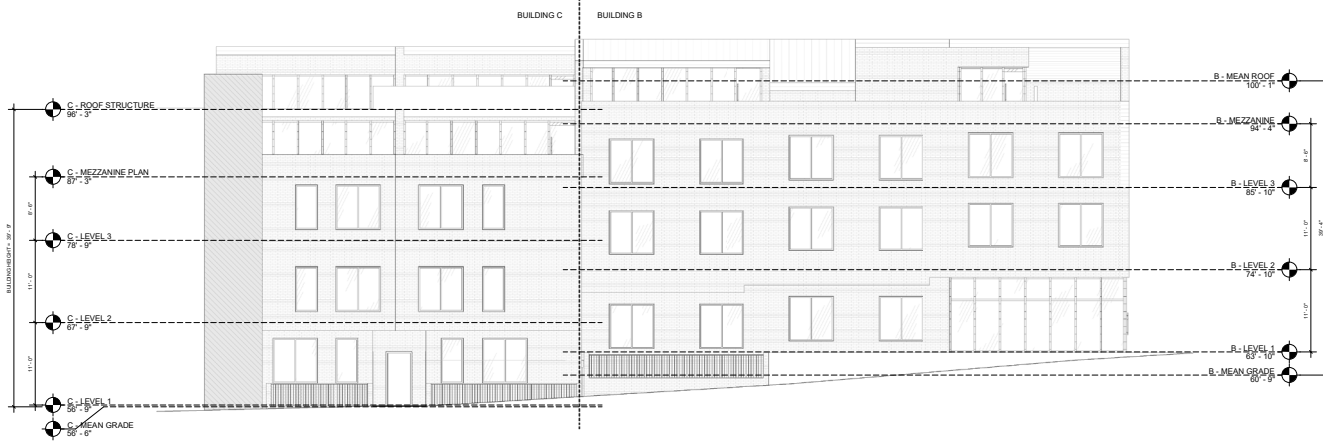 BUILDING C
BUILDING B
C - ROOF STRUCTURE
96' - 3"
C - MEZZANINE PLAN
87' - 3"
C - LEVEL 3
78' - 9"
C - LEVEL 2
67' - 9"
C - LEVEL 1
56' - 9"
C - MEAN GRADE
56' - 6"
BUILDING HEIGHT = 39' - 9"
8' - 6"
11' - 0"
11' - 0"
B - MEAN ROOF
100' - 1"
B - MEZZANINE
94' - 4"
B - LEVEL 3
85' - 10"
B - LEVEL 2
74' - 10"
B - LEVEL 1
63' - 10"
B - MEAN GRADE
60' - 9"
8' - 6"
11' - 0"
11' - 0"
39' - 4"